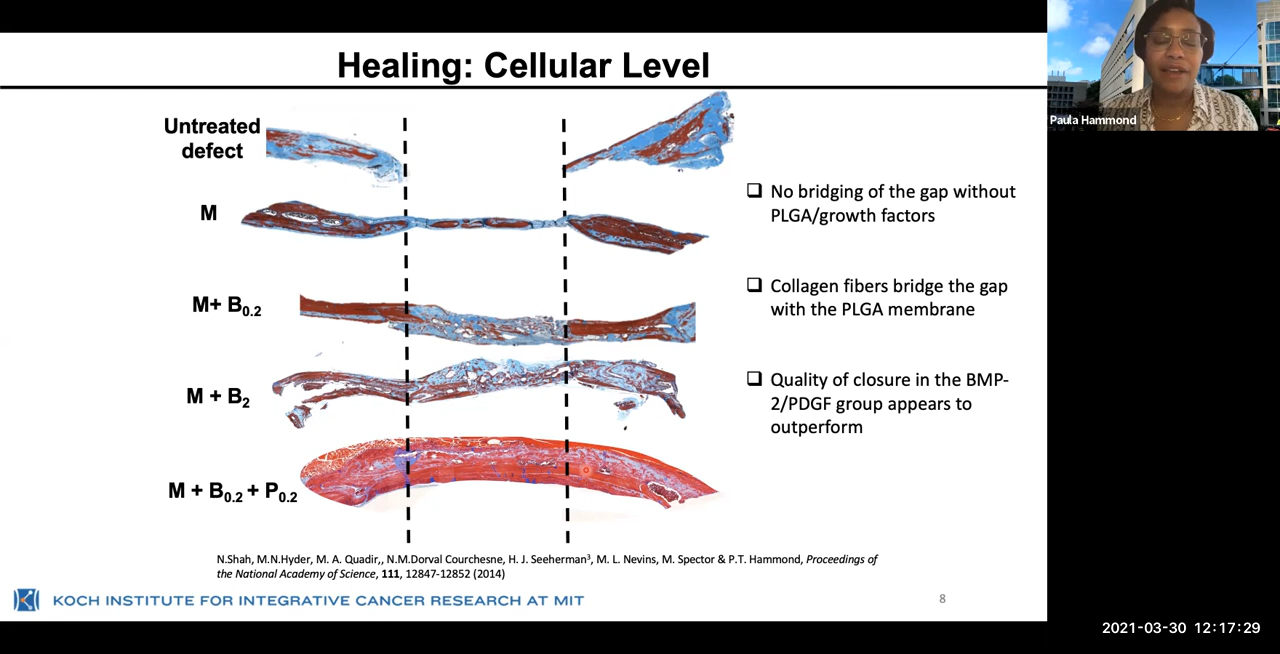 Healing: Cellular Level
Untreated
defect
M
M+ B0.2
M + B2
M + B0.2 + P0.2
❑ No bridging of the gap without
PLGA/growth factors
❑ Collagen fibers bridge the gap
with the PLGA membrane
❑ Quality of closure in the BMP-
2/PDGF group appears to
outperform
N.Shah, M.N.Hyder, M. A. Quadir,, N.M.Dorval Courchesne, H. J. Seeherman³, M. L. Nevins, M. Spector & P.T. Hammond, Proceedings of
the National Academy of Science, 111, 12847-12852 (2014)
KOCH INSTITUTE FOR INTEGRATIVE CANCER RESEARCH AT MIT
8
Paula Hammond
2021-03-30 12:17:29